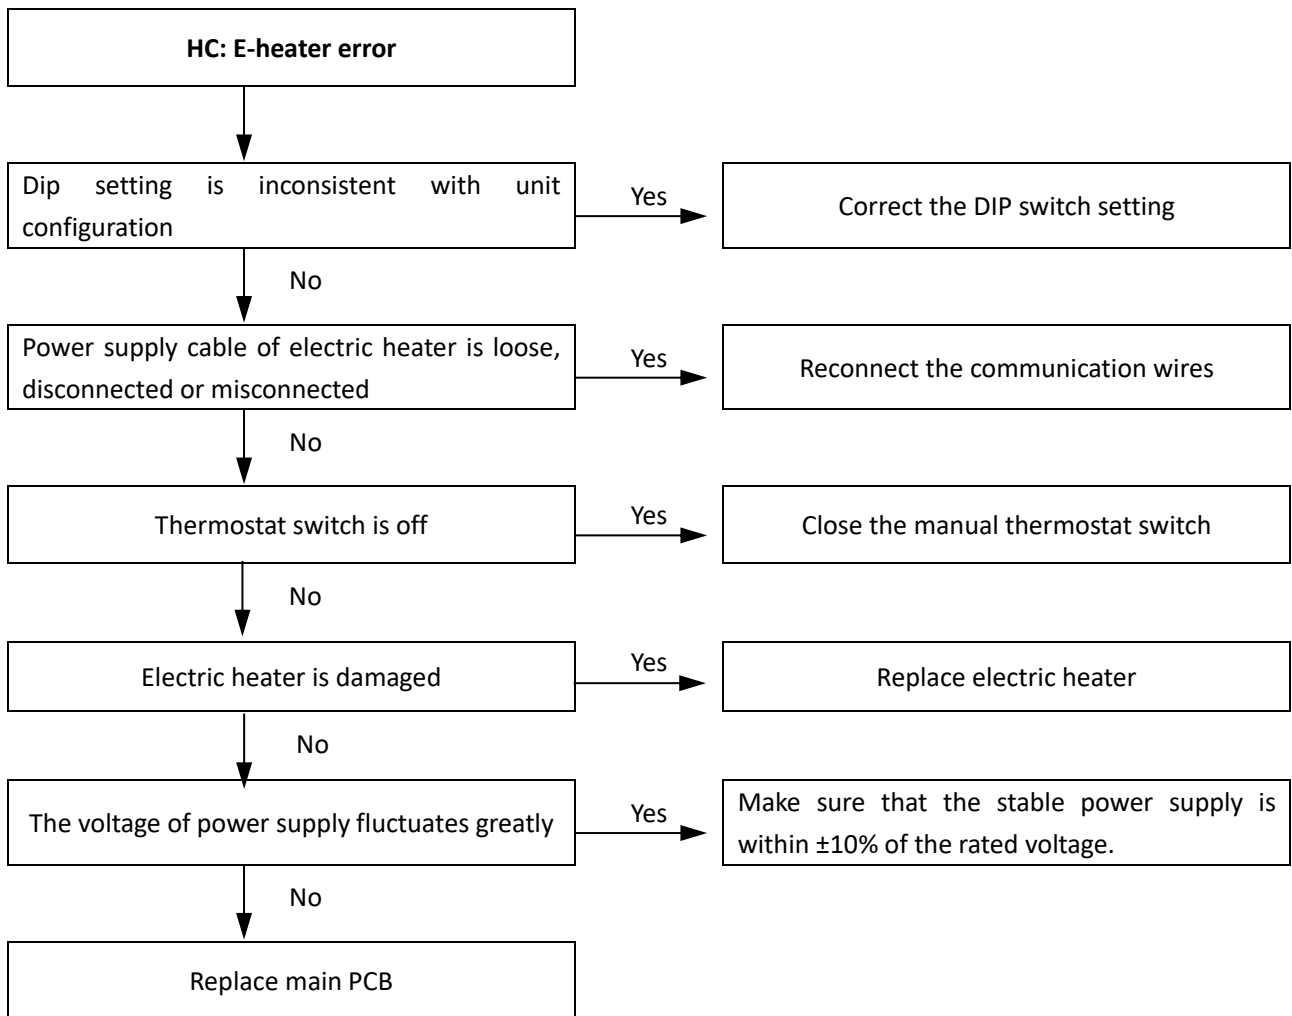 HC: E-heater error
Dip setting is inconsistent with unit
configuration
Yes
Correct the DIP switch setting
No
Power supply cable of electric heater is loose,
disconnected or misconnected
Yes
Reconnect the communication wires
No
Thermostat switch is off
Yes
Close the manual thermostat switch
No
Electric heater is damaged
Yes
Replace electric heater
No
The voltage of power supply fluctuates greatly
Yes
Make sure that the stable power supply is
within ±10% of the rated voltage.
No
Replace main PCB